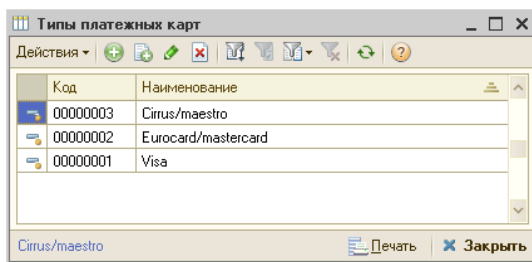 Типы платежных карт
Действия
Код Наименование
00000003 Cirrus/maestro
00000002 Eurocard/mastercard
00000001 Visa
Cirrus/maestro Печать Закрыть